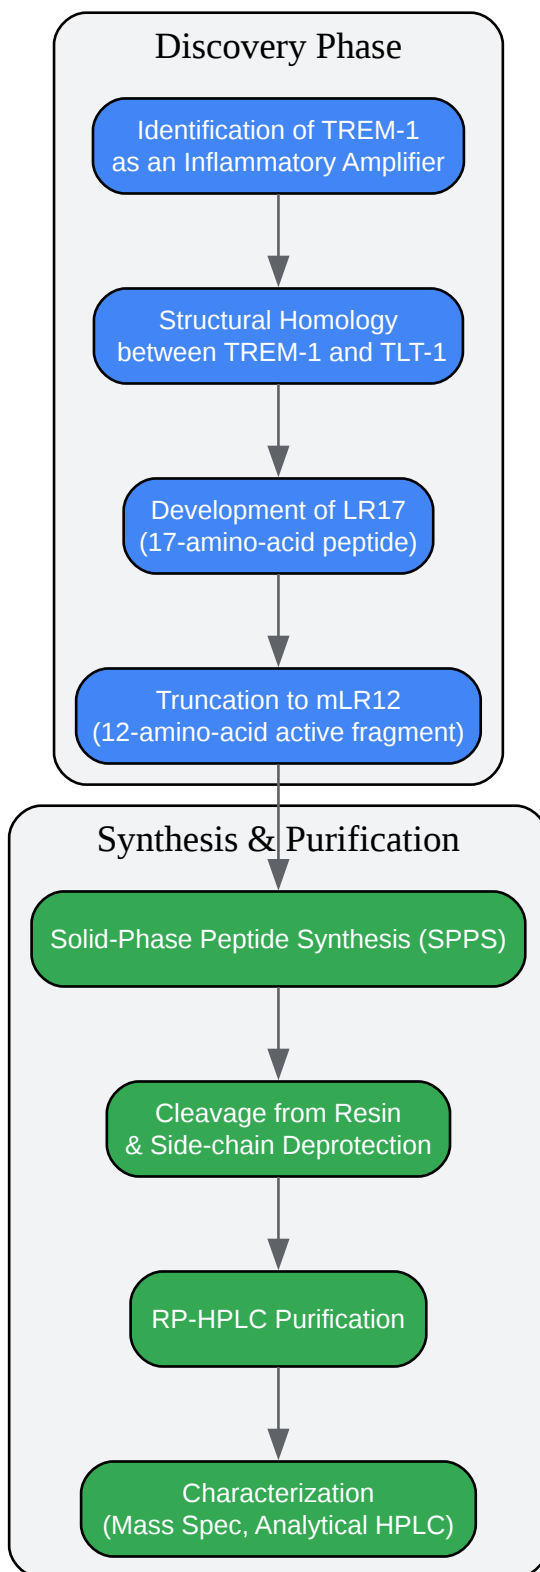 Discovery Phase
Identification of TREM-1
as an Inflammatory Amplifier
Structural Homology
between TREM-1 and TLT-1
Development of LR17
(17-amino-acid peptide)
Truncation to mLR12
(12-amino-acid active fragment)
Synthesis & Purification
Solid-Phase Peptide Synthesis (SPPS)
Cleavage from Resin
& Side-chain Deprotection
RP-HPLC Purification
Characterization
(Mass Spec, Analytical HPLC)